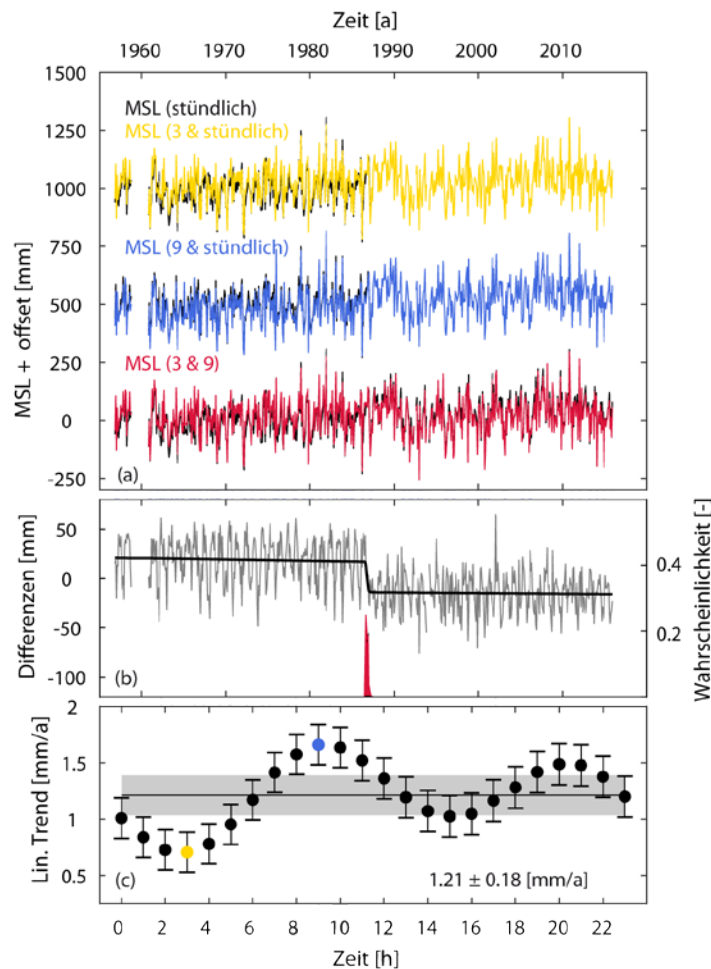 Zeit [a]
1960 1970 1980 1990 2000 2010
1500
MSL (stündlich)
1250
MSL (3 & stündlich)
1000
750
MSL (9 & stündlich)
500
250
MSL (3 & 9)
0
-250
MSL + offset [mm]
(a)
50
0
-50
-100
Differenzen [mm]
(b)
0.4
0.2
Wahrscheinlichkeit [-]
2
1.5
1
0.5
Lin. Trend [mm/a]
(c)
1.21 ± 0.18 [mm/a]
0 2 4 6 8 10 12 14 16 18 20 22
Zeit [h]